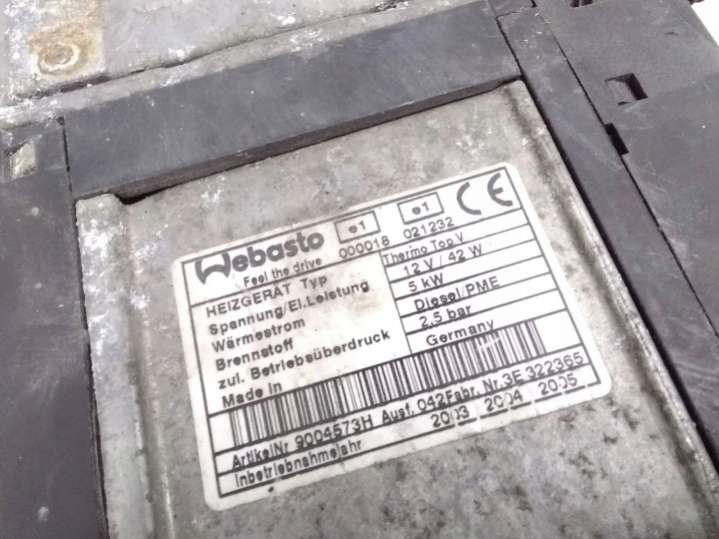 Webasto e1 e1 CE
Feel the drive 000018 021232
HEIZGERÄT Typ Thermo Top V
Spannung/El.Leistung 12 V / 42 W
Wärmestrom 5 kW
Brennstoff Diesel/PME
zul. Betriebsüberdruck 2,5 bar
Made in Germany
ArtikelNr 9004573H Ausf. 042 Fabr. Nr. 3E 322365
Inbetriebnahmejahr 2003 2004 2005